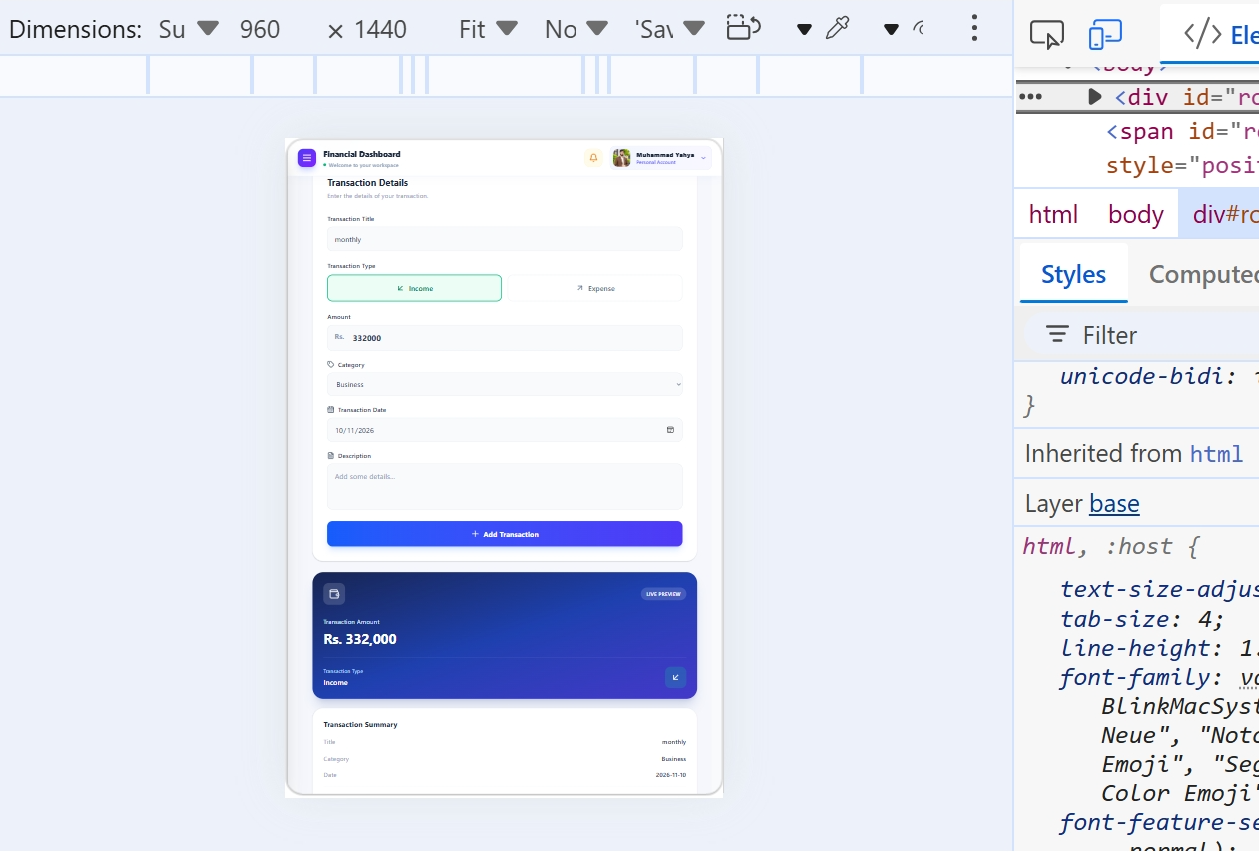 Dimensions: Su 960 × 1440 Fit No 'Sav
Ele
<body>
••• <div id="ro
<span id="r
style="posi
html body div#ro
Styles Computed
Filter
unicode-bidi:
}
Inherited from html
Layer base
html, :host {
text-size-adjus
tab-size: 4;
line-height: 1.
font-family: va
BlinkMacSyst
Neue", "Noto
Emoji", "Seg
Color Emoji"
font-feature-se
normal);
Financial Dashboard
Welcome to your workspace
Muhammad Yahya
Personal Account
Transaction Details
Enter the details of your transaction.
Transaction Title
monthly
Transaction Type
Income Expense
Amount
Rs. 332000
Category
Business
Transaction Date
10/11/2026
Description
Add some details...
+ Add Transaction
LIVE PREVIEW
Transaction Amount
Rs. 332,000
Transaction Type
Income
Transaction Summary
Title monthly
Category Business
Date 2026-11-10